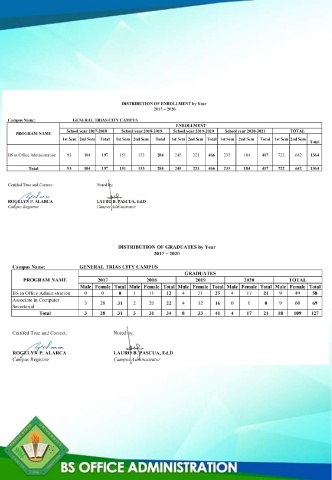 DISTRIBUTION OF ENROLLMENT by Year
2017 – 2020
Campus Name: GENERAL TRIAS CITY CAMPUS
PROGRAM NAME ENROLLMENT
School year 2017-2018 School year 2018-2019 School year 2019-2020 School year 2020-2021 TOTAL
1st Sem 2nd Sem Total 1st Sem 2nd Sem Total 1st Sem 2nd Sem Total 1st Sem 2nd Sem Total 1st Sem 2nd Sem Total
BS in Office Administration 93 104 197 151 133 284 245 221 466 233 184 417 722 642 1364
Total 93 104 197 151 133 284 245 221 466 233 184 417 722 642 1364
Certified True and Correct: Noted by:
ROGELYN P. ALARCA LAURO B. PASCUA, Ed.D
Campus Registrar Campus Administrator
DISTRIBUTION OF GRADUATES by Year
2017 – 2020
Campus Name: GENERAL TRIAS CITY CAMPUS
PROGRAM NAME GRADUATES
2017 2018 2019 2020 TOTAL
Male Female Total Male Female Total Male Female Total Male Female Total Male Female Total
BS in Office Administration 0 0 0 1 11 12 4 21 25 4 17 21 9 49 58
Associate in Computer
Secretarial 3 28 31 2 20 22 4 12 16 0 0 0 9 60 69
Total 3 28 31 3 31 34 8 33 41 4 17 21 18 109 127
Certified True and Correct: Noted by:
ROGELYN P. ALARCA LAURO B. PASCUA, Ed.D
Campus Registrar Campus Administrator
BS OFFICE ADMINISTRATION